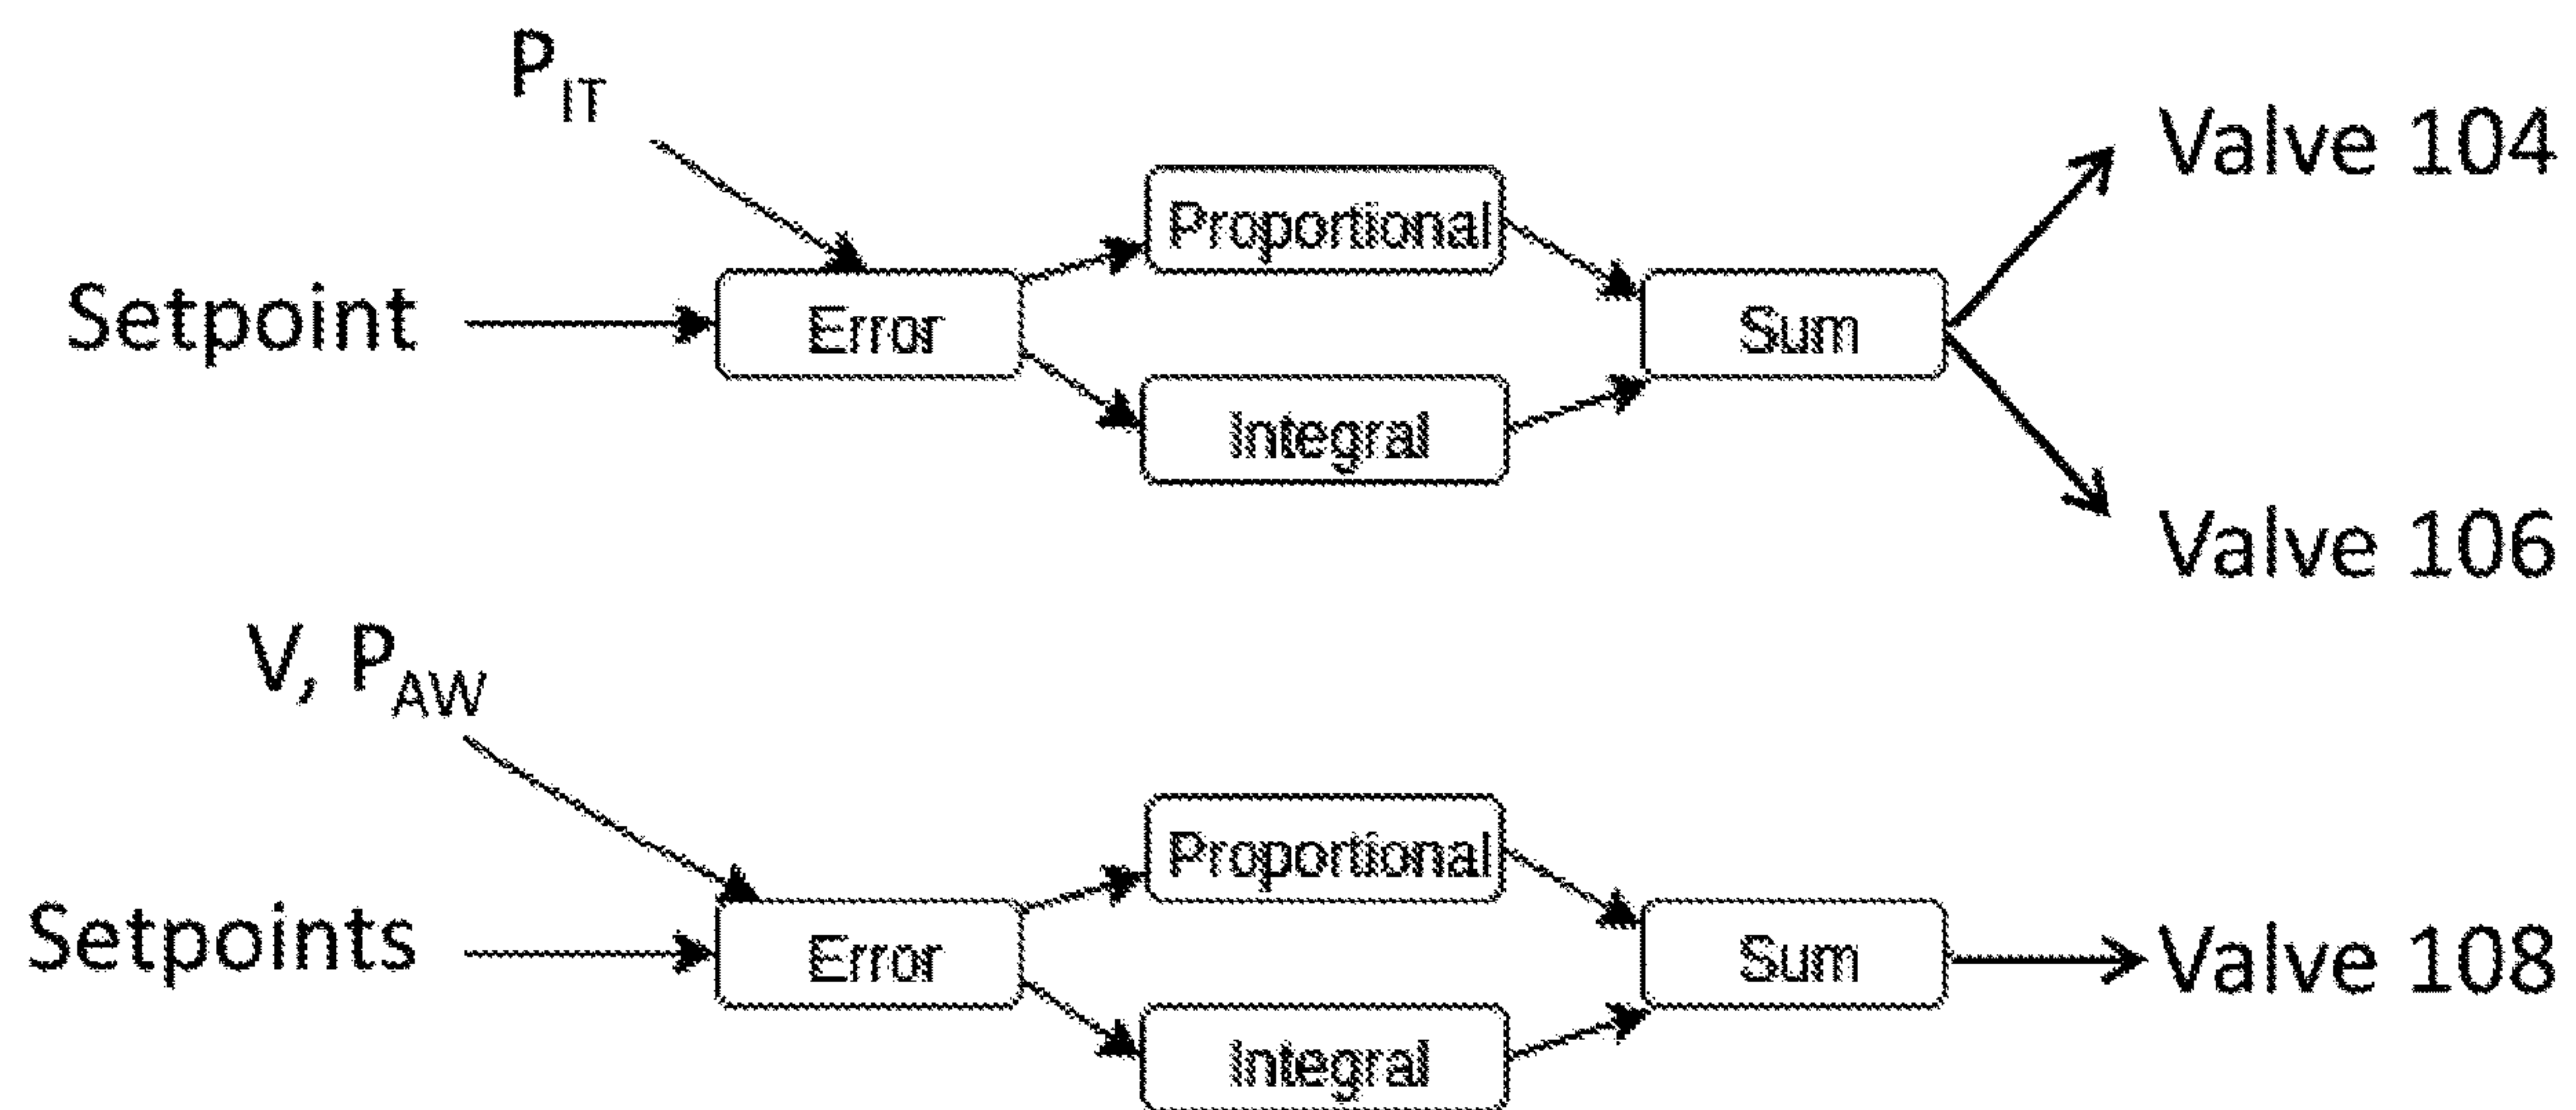 P_IT
Valve 104
Proportional
Setpoint
Error
Sum
Integral
Valve 106
V, P_AW
Proportional
Setpoints
Error
Sum
Valve 108
Integral